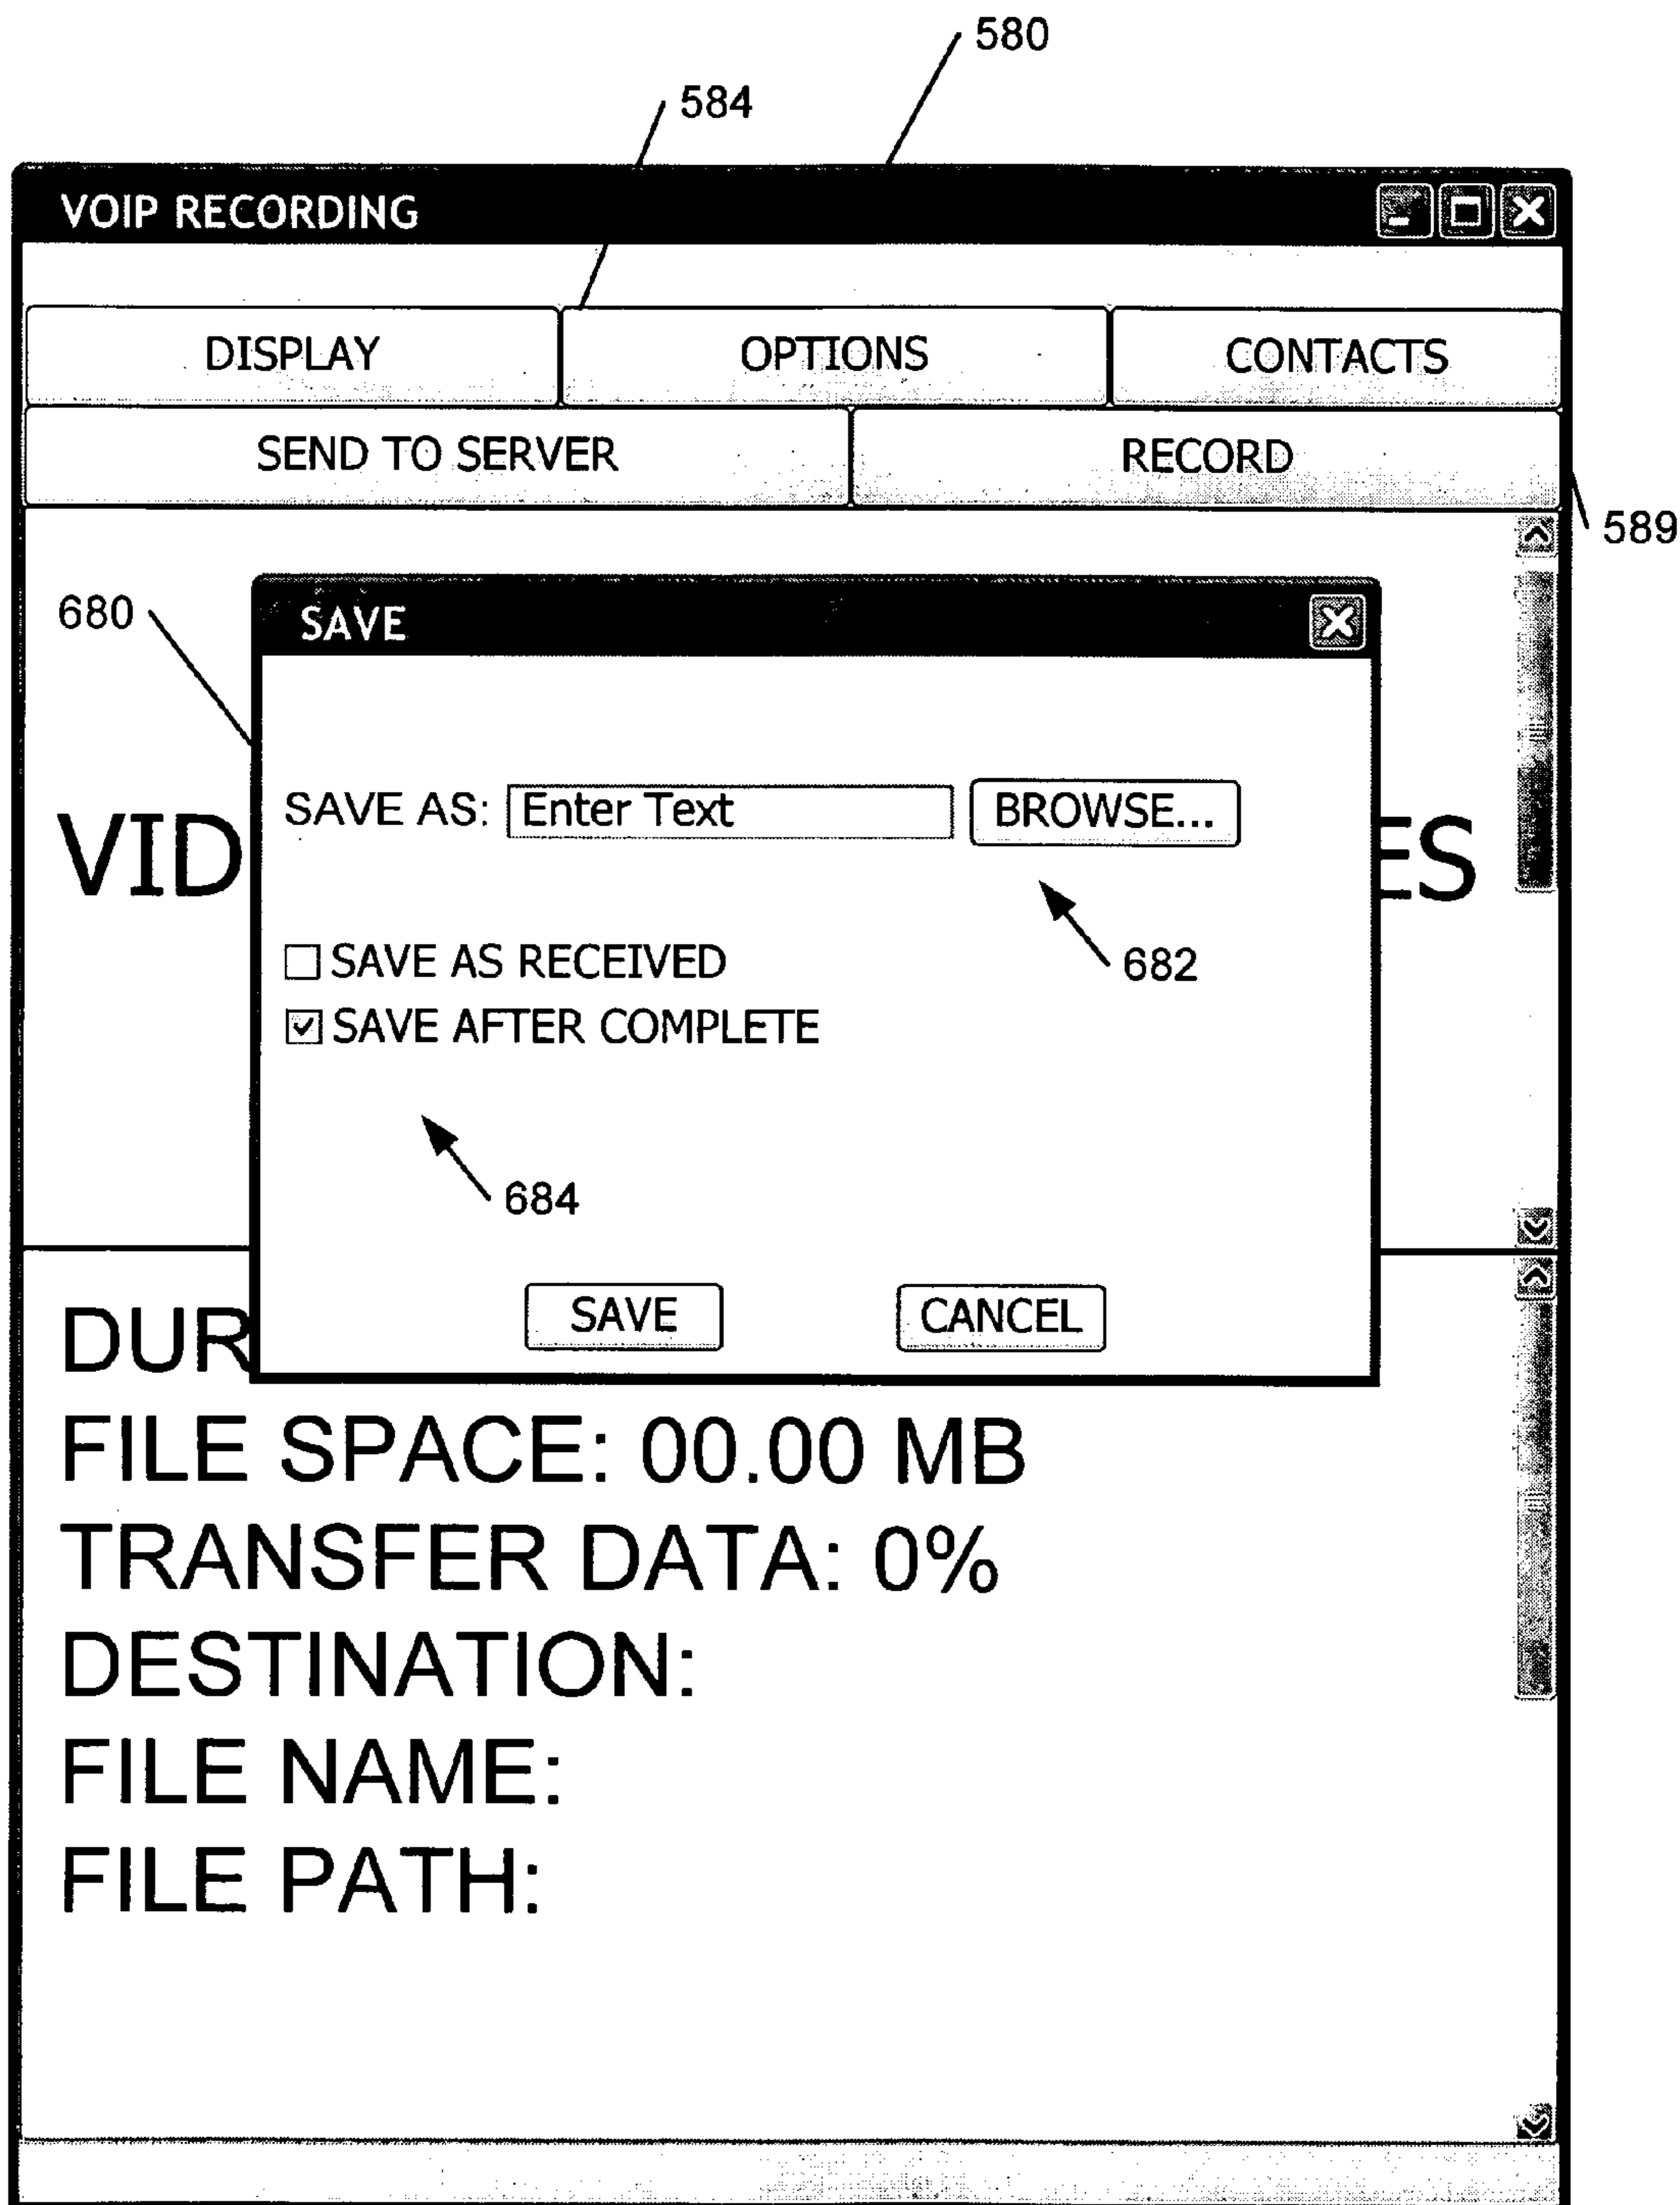 580
584
VOIP RECORDING
DISPLAY OPTIONS CONTACTS
SEND TO SERVER RECORD
589
680
SAVE
SAVE AS: Enter Text BROWSE...
VID ES
SAVE AS RECEIVED
682
SAVE AFTER COMPLETE
684
SAVE CANCEL
DUR
FILE SPACE: 00.00 MB
TRANSFER DATA: 0%
DESTINATION:
FILE NAME:
FILE PATH: